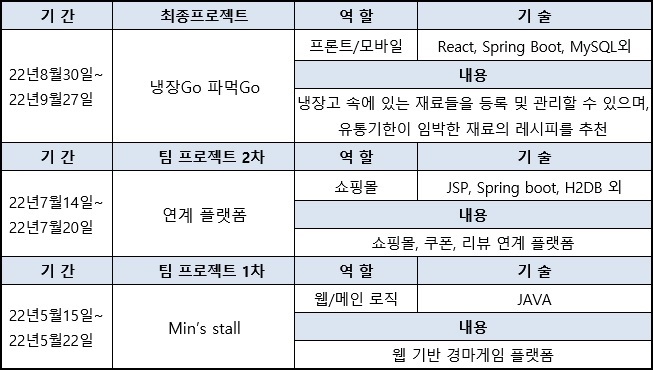 기 간 최종프로젝트 역 할 기 술
22년8월30일~
22년9월27일
냉장Go 파먹Go
프론트/모바일 React, Spring Boot, MySQL외
내용
냉장고 속에 있는 재료들을 등록 및 관리할 수 있으며,
유통기한이 임박한 재료의 레시피를 추천
기 간 팀 프로젝트 2차 역 할 기 술
22년7월14일~
22년7월20일
연계 플랫폼
쇼핑몰 JSP, Spring boot, H2DB 외
내용
쇼핑몰, 쿠폰, 리뷰 연계 플랫폼
기 간 팀 프로젝트 1차 역 할 기 술
22년5월15일~
22년5월22일
Min's stall
웹/메인 로직 JAVA
내용
웹 기반 경마게임 플랫폼